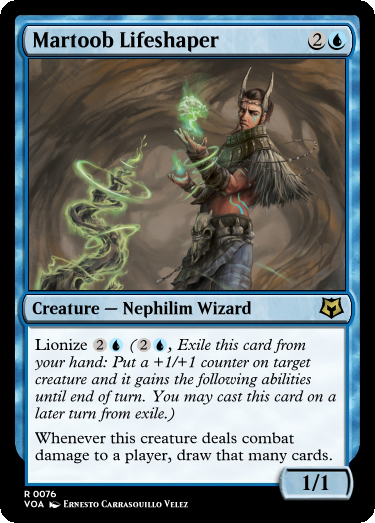 Martoob Lifeshaper 2
Creature — Nephilim Wizard
Lionize 2 (2, Exile this card from
your hand: Put a +1/+1 counter on target
creature and it gains the following abilities
until end of turn. You may cast this card on
a later turn from exile.)
Whenever this creature deals combat
damage to a player, draw that many cards.
1/1
R 0076
VOA Ernesto Carrasouillo Velez